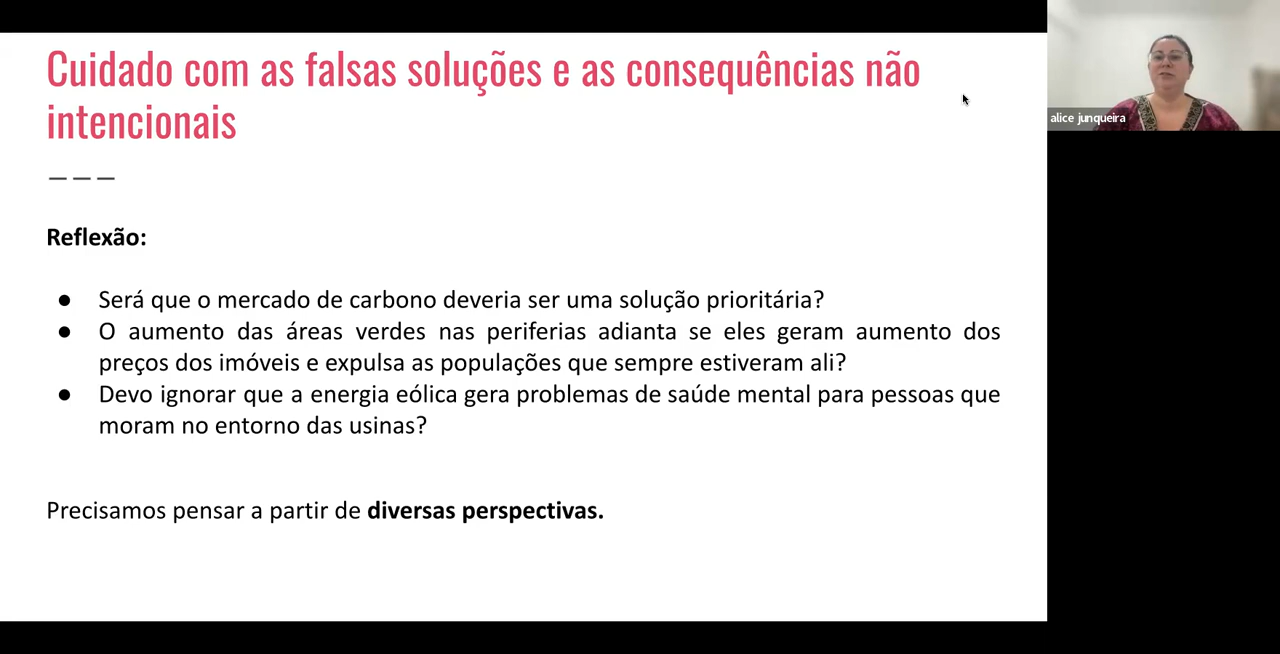 Cuidado com as falsas soluções e as consequências não
intencionais
Reflexão:
● Será que o mercado de carbono deveria ser uma solução prioritária?
● O aumento das áreas verdes nas periferias adianta se eles geram aumento dos
preços dos imóveis e expulsa as populações que sempre estiveram ali?
● Devo ignorar que a energia eólica gera problemas de saúde mental para pessoas que
moram no entorno das usinas?
Precisamos pensar a partir de diversas perspectivas.
alice junqueira